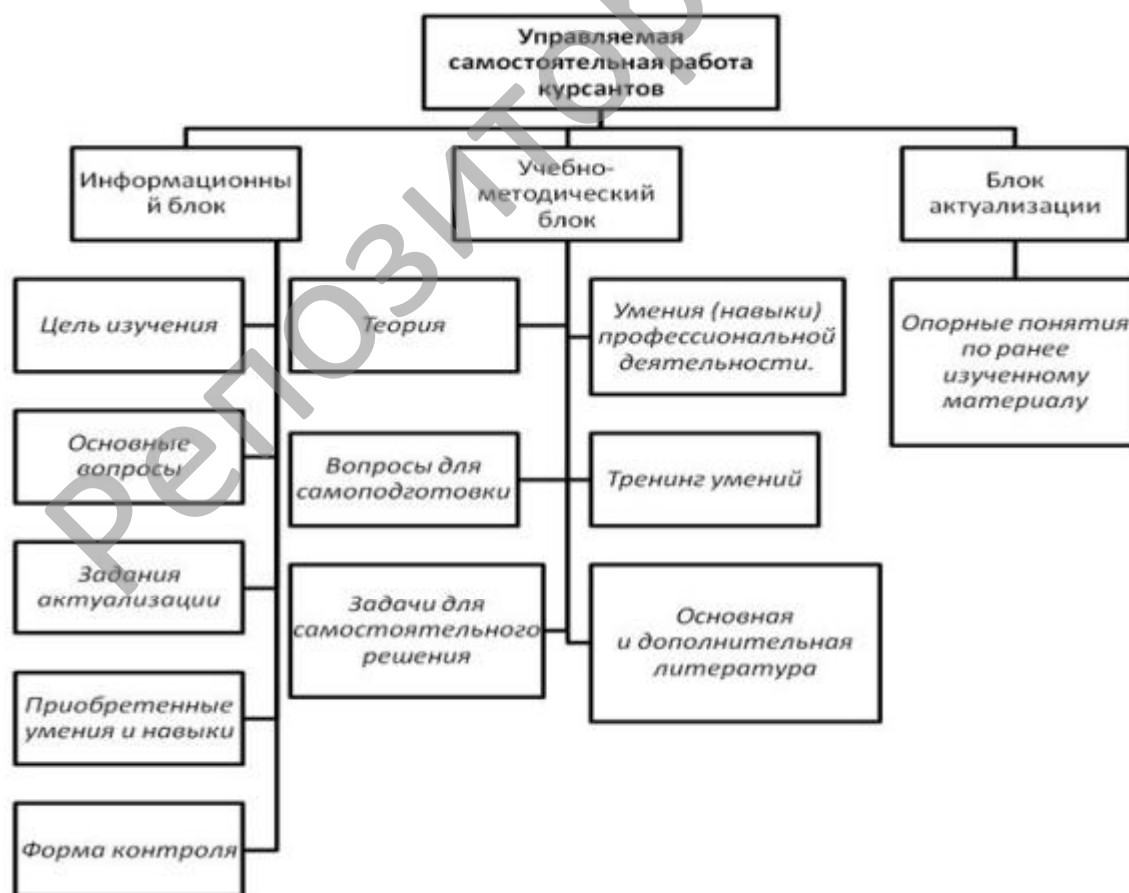 Управляемая
самостоятельная работа
курсантов
Информационны
й блок
Учебно-
методический
блок
Блок
актуализации
Цель изучения
Теория
Умения (навыки)
профессиональной
деятельности.
Опорные понятия
по ранее
изученному
материалу
Основные
вопросы
Вопросы для
самоподготовки
Тренинг умений
Задания
актуализации
Задачи для
самостоятельного
решения
Основная
и дополнительная
литература
Приобретенные
умения и навыки
Форма контроля
Репозитор